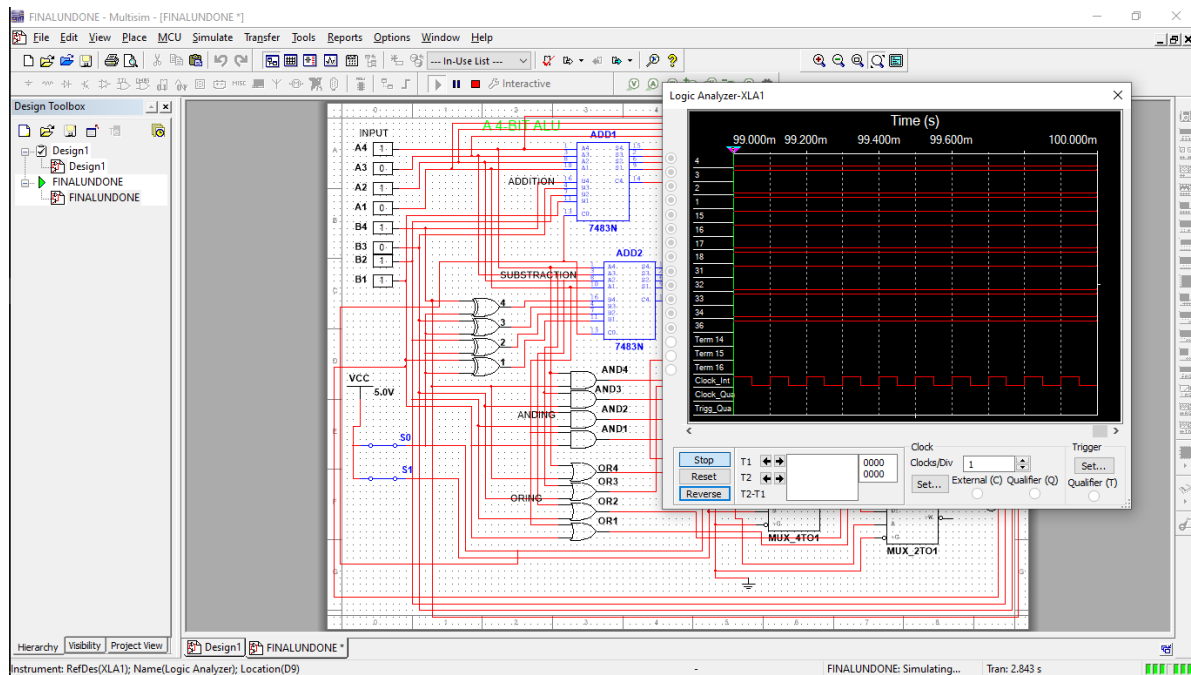 FINALUNDONE - Multisim - [FINALUNDONE *]
File Edit View Place MCU Simulate Transfer Tools Reports Options Window Help
--- In-Use List ---
Interactive
Design Toolbox
Design1
Design1
FINALUNDONE
FINALUNDONE
Hierarchy Visibility Project View
A 4-BIT ALU
INPUT
A4 1
A3 0
A2 1
A1 0
B4 1
B3 0
B2 1
B1 1
ADD1
ADDITION
7483N
ADD2
SUBSTRACTION
7483N
4
3
2
1
VCC
5.0V
S0
S1
AND4
AND3
AND2
AND1
ANDING
OR4
OR3
OR2
OR1
ORING
MUX_4TO1
MUX_2TO1
Logic Analyzer-XLA1
Time (s)
99.000m 99.200m 99.400m 99.600m 100.000m
4
3
2
1
15
16
17
18
31
32
33
34
36
Term 14
Term 15
Term 16
Clock_Int
Clock_Qua
Trigg_Qua
Stop
Reset
Reverse
T1
T2
T2-T1
0000
0000
Clock
Clocks/Div 1
Set...
External (C) Qualifier (Q)
Trigger
Set...
Qualifier (T)
Design1 FINALUNDONE *
Instrument: RefDes(XLA1); Name(Logic Analyzer); Location(D9)
-
FINALUNDONE: Simulating...
Tran: 2.843 s